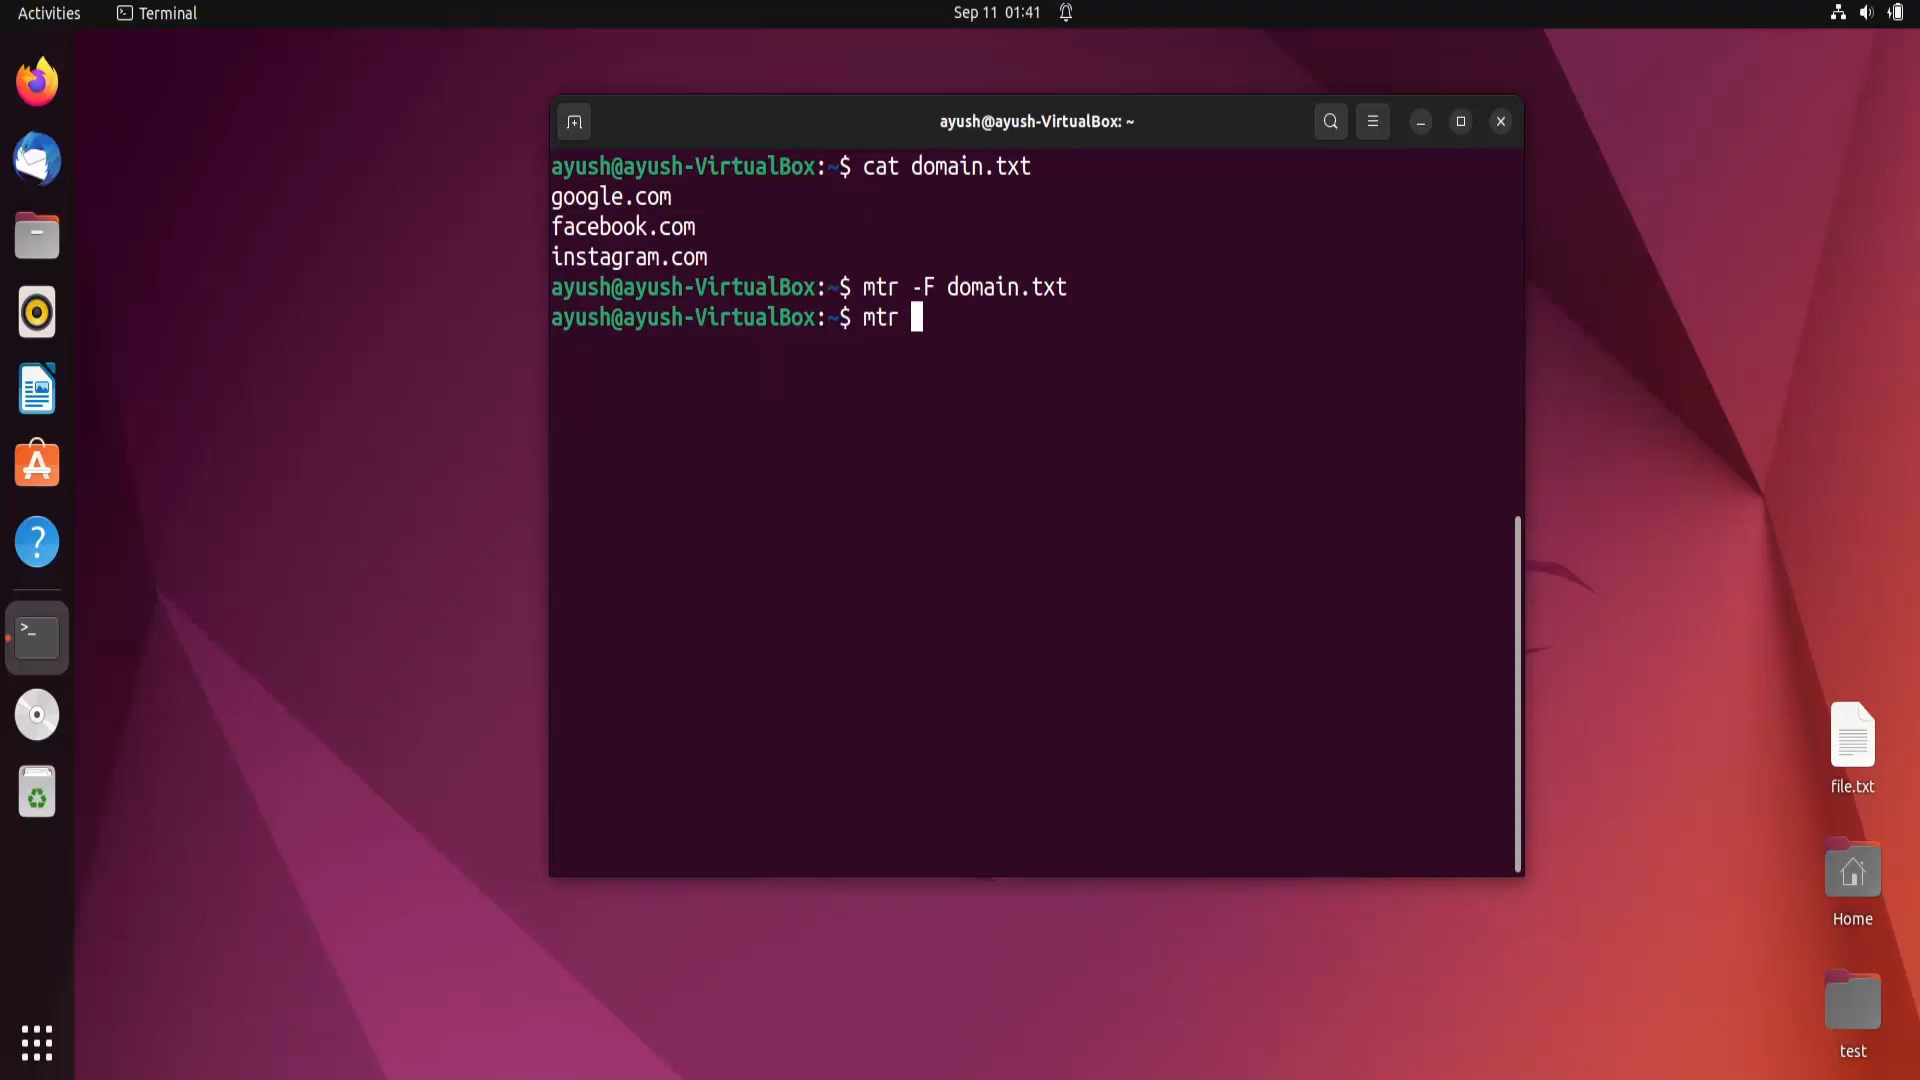 Activities
Terminal
Sep 11 01:41
ayush@ayush-VirtualBox: ~
ayush@ayush-VirtualBox:~$ cat domain.txt
google.com
facebook.com
instagram.com
ayush@ayush-VirtualBox:~$ mtr -F domain.txt
ayush@ayush-VirtualBox:~$ mtr
file.txt
Home
test